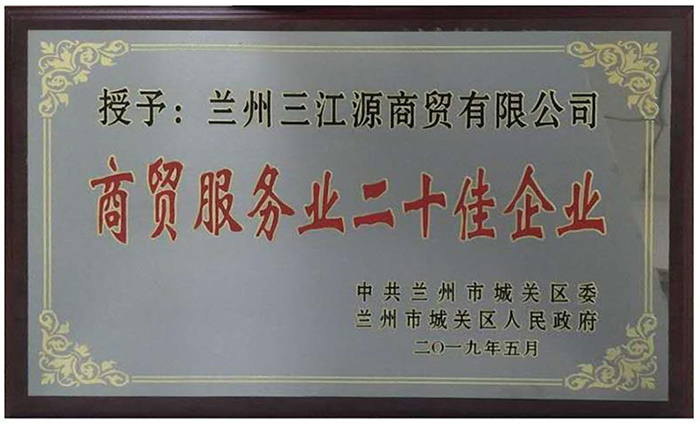 授予：兰州三江源商贸有限公司
商贸服务业二十佳企业
中共兰州市城关区委
兰州市城关区人民政府
二〇一九年五月